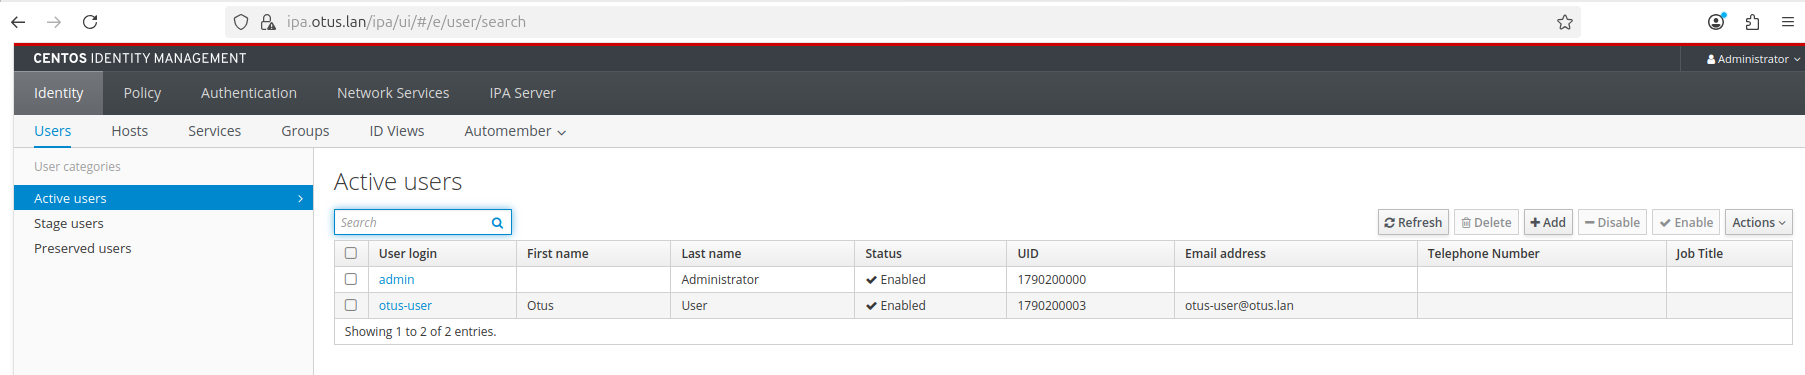 ipa.otus.lan/ipa/ui/#/e/user/search
CENTOS IDENTITY MANAGEMENT
Administrator
Identity Policy Authentication Network Services IPA Server
Users Hosts Services Groups ID Views Automember
User categories
Active users
Stage users
Preserved users
Active users
Search
Refresh Delete Add Disable Enable Actions
User login First name Last name Status UID Email address Telephone Number Job Title
admin Administrator Enabled 1790200000
otus-user Otus User Enabled 1790200003 otus-user@otus.lan
Showing 1 to 2 of 2 entries.